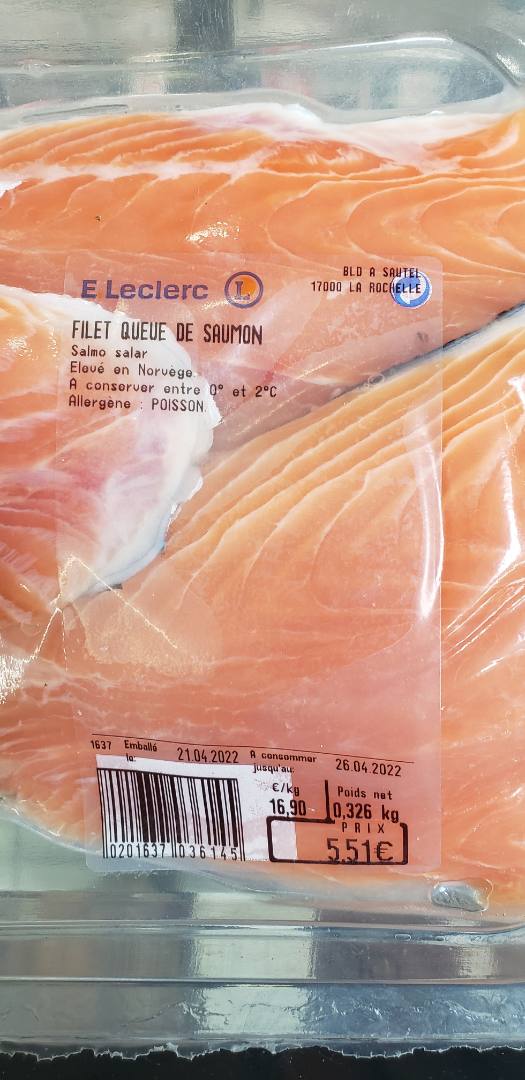 E Leclerc L
BLD A SAUTEL
17000 LA ROCHELLE
FILET QUEUE DE SAUMON
Salmo salar
Elevé en Norvège
A conserver entre 0° et 2°C
Allergène : POISSON.
1637 Emballé le: 21.04.2022 A consommer jusqu'au: 26.04.2022
€/kg Poids net
16,90 0,326 kg
PRIX
5.51€
0201637 036145